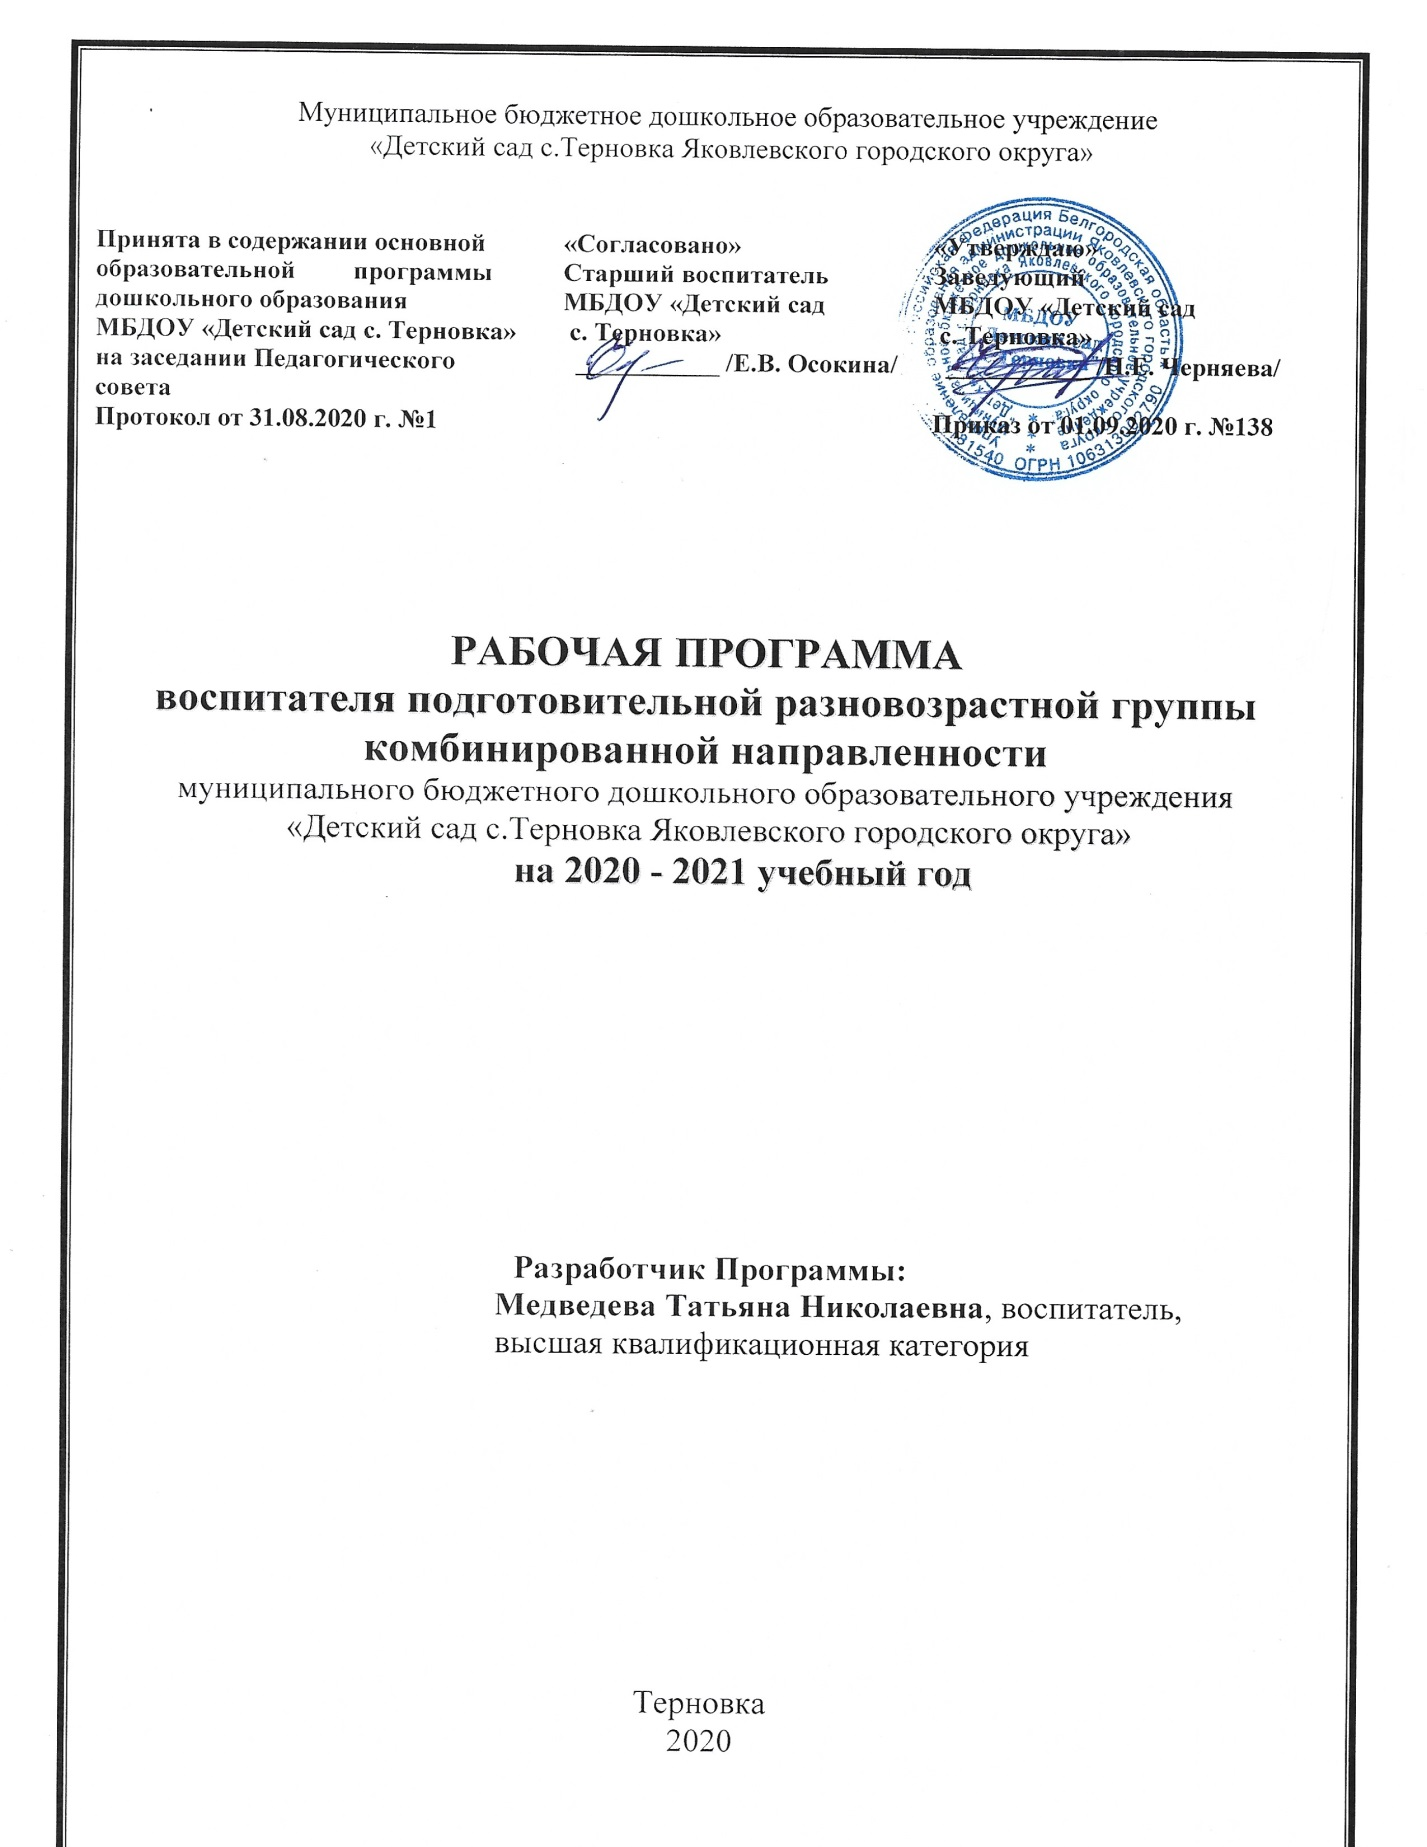 Муниципальное бюджетное дошкольное образовательное учреждение
«Детский сад с.Терновка Яковлевского городского округа»
Принята в содержании основной
образовательной программы
дошкольного образования
МБДОУ «Детский сад с. Терновка»
на заседании Педагогического
совета
Протокол от 31.08.2020 г. №1
«Согласовано»
Старший воспитатель
МБДОУ «Детский сад
с. Терновка»
/Е.В. Осокина/
«Утверждаю»
Заведующий
МБДОУ «Детский сад
с. Терновка»
/Н.Е. Черняева/
Приказ от 01.09.2020 г. №138
РАБОЧАЯ ПРОГРАММА
воспитателя подготовительной разновозрастной группы
комбинированной направленности
муниципального бюджетного дошкольного образовательного учреждения
«Детский сад с.Терновка Яковлевского городского округа»
на 2020 - 2021 учебный год
Разработчик Программы:
Медведева Татьяна Николаевна, воспитатель,
высшая квалификационная категория
Терновка
2020